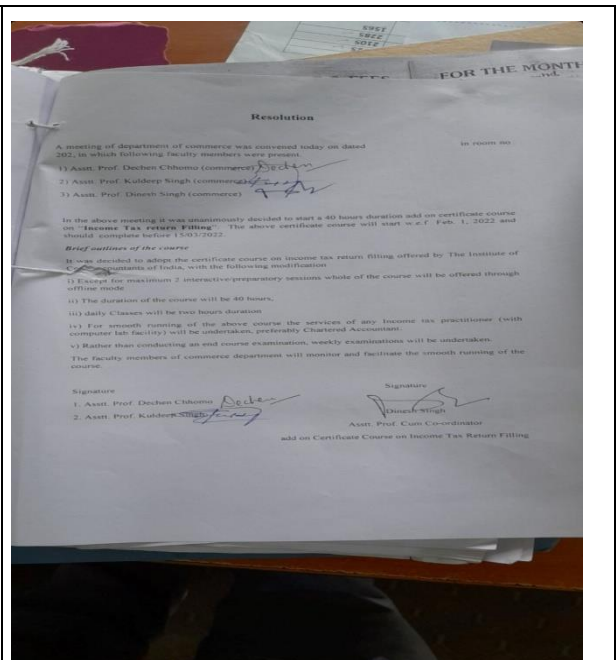 1565
2282
2105
FOR THE MONTH
Resolution
A meeting of department of commerce was convened today on dated in room no.
202, in which following faculty members were present
1) Asstt. Prof. Dechen Chhomo (commerce) Dechen
2) Asstt. Prof. Kuldeep Singh (commerce)
3) Asstt. Prof. Dinesh Singh (commerce)
In the above meeting it was unanimously decided to start a 40 hours duration add on certificate course
on "Income Tax return Filling". The above certificate course will start w.e.f Feb. 1, 2022 and
should complete before 15/03/2022.
Brief outlines of the course
It was decided to adopt the certificate course on income tax return filling offered by The Institute of
Accountants of India, with the following modification
i) Except for maximum 2 interactive/preparatory sessions whole of the course will be offered through
offline mode
ii) The duration of the course will be 40 hours,
iii) daily Classes will be two hours duration
iv) For smooth running of the above course the services of any Income tax practitioner (with
computer lab facility) will be undertaken, preferably Chartered Accountant.
v) Rather than conducting an end course examination, weekly examinations will be undertaken.
The faculty members of commerce department will monitor and facilitate the smooth running of the
course.
Signature
1. Asstt. Prof. Dechen Chhomo Dechen
2. Asstt. Prof. Kuldeep Singh
Signature
Dinesh Singh
Asstt. Prof. Cum Co-ordinator
add on Certificate Course on Income Tax Return Filling